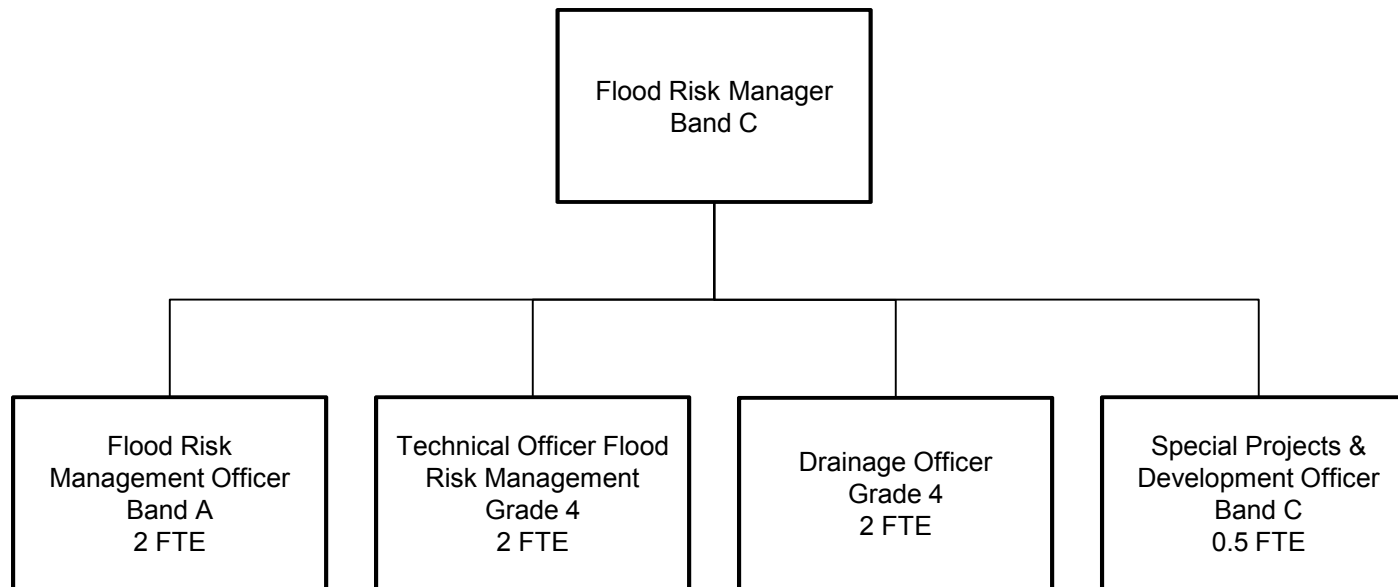 Flood Risk Manager
Band C
Flood Risk
Management Officer
Band A
2 FTE
Technical Officer Flood
Risk Management
Grade 4
2 FTE
Drainage Officer
Grade 4
2 FTE
Special Projects &
Development Officer
Band C
0.5 FTE